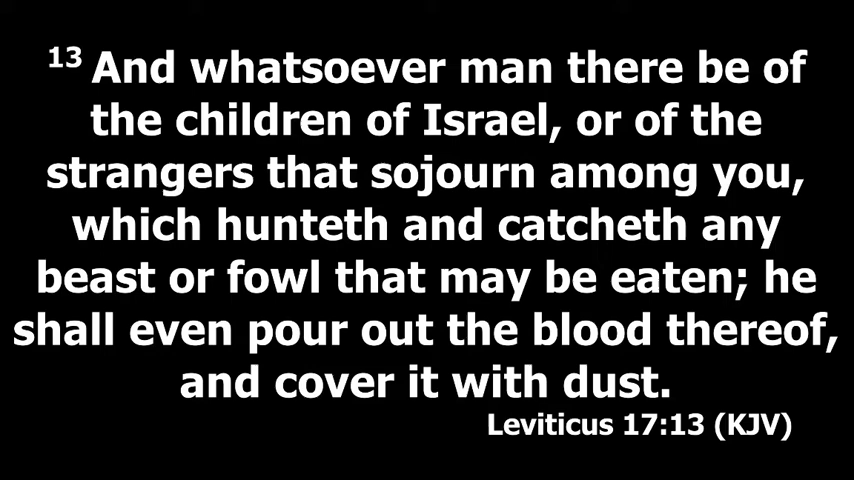 13 And whatsoever man there be of
the children of Israel, or of the
strangers that sojourn among you,
which hunteth and catcheth any
beast or fowl that may be eaten; he
shall even pour out the blood thereof,
and cover it with dust.
Leviticus 17:13 (KJV)